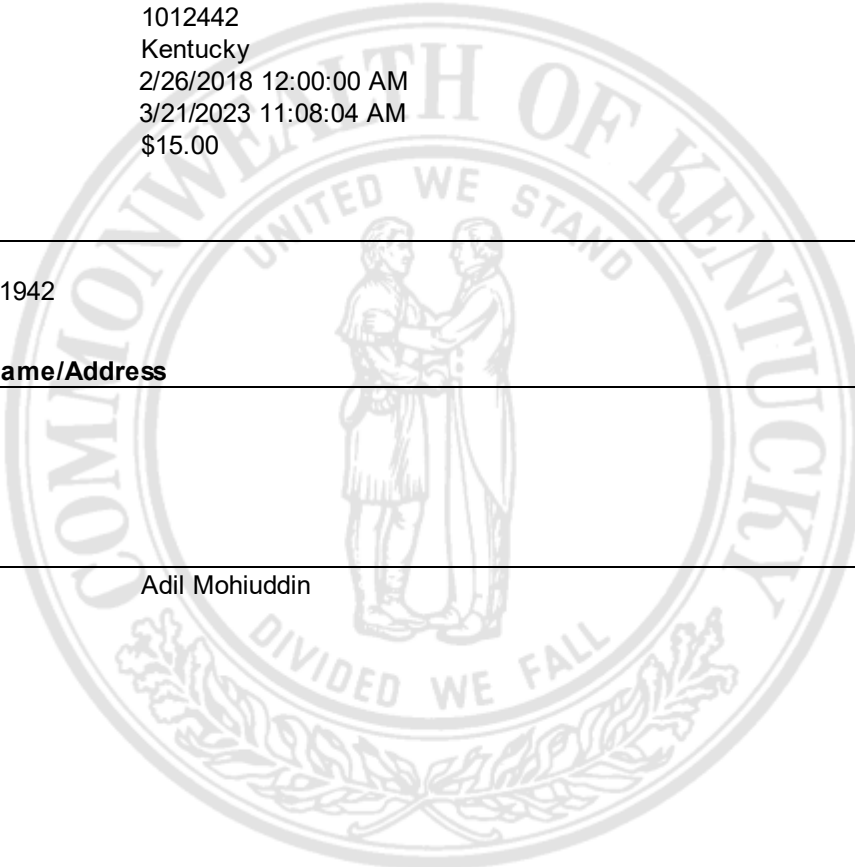 1012442
Kentucky
2/26/2018 12:00:00 AM
3/21/2023 11:08:04 AM
$15.00
COMMONWEALTH OF KENTUCKY
UNITED WE STAND
1942
ame/Address
Adil Mohiuddin
DIVIDED WE FALL